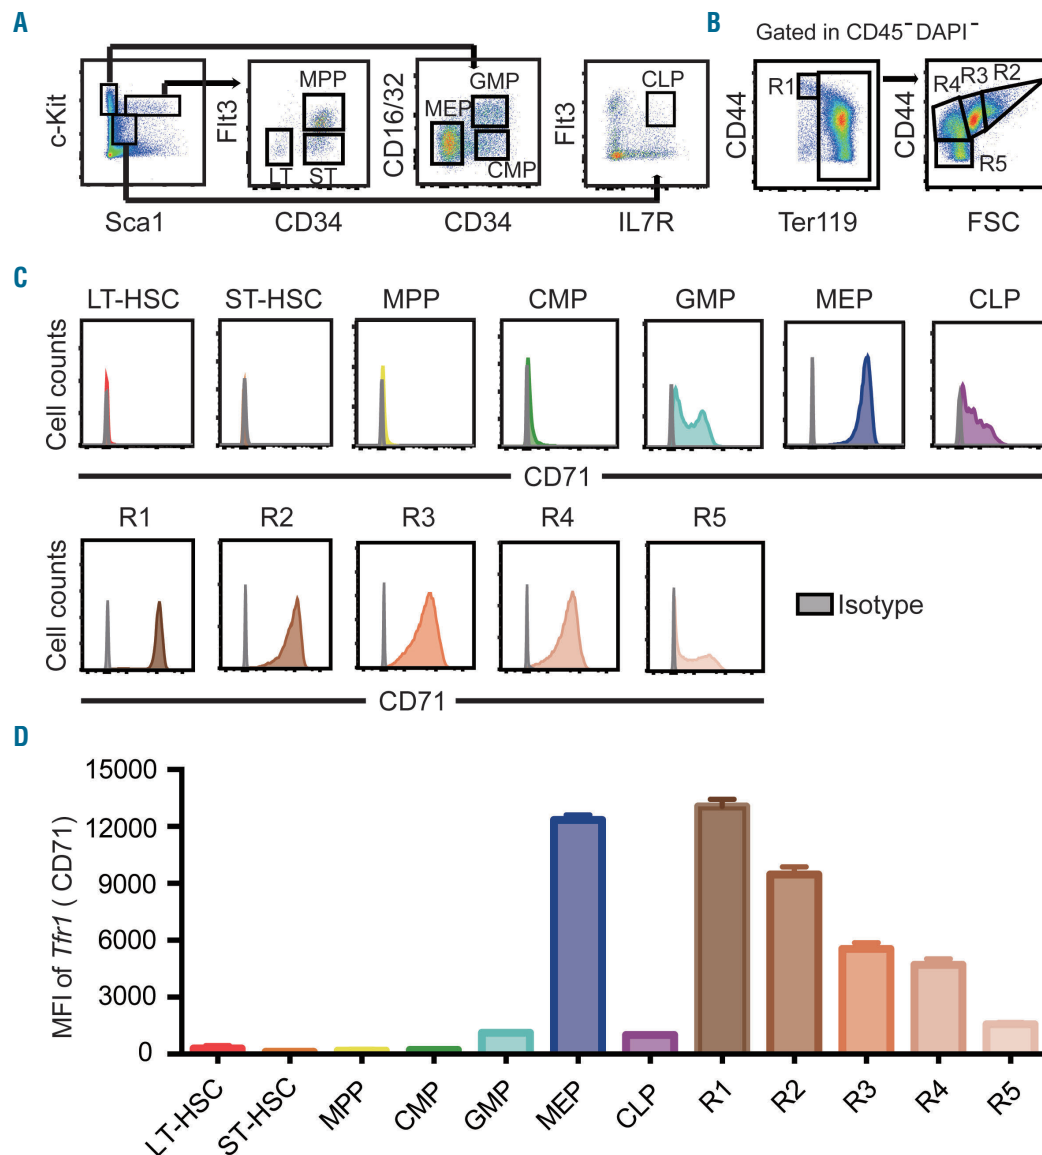 A
B
Gated in CD45⁻DAPI⁻
c-Kit
Sca1
Flt3
MPP
LT
ST
CD34
CD16/32
GMP
MEP
CMP
CD34
Flt3
CLP
IL7R
R1
CD44
Ter119
CD44
R4
R3
R2
R5
FSC
C
LT-HSC ST-HSC MPP CMP GMP MEP CLP
Cell counts
CD71
R1 R2 R3 R4 R5
Cell counts
Isotype
CD71
D
MFI of Tfr1 ( CD71)
15000
12000
9000
6000
3000
0
LT-HSC ST-HSC MPP CMP GMP MEP CLP R1 R2 R3 R4 R5